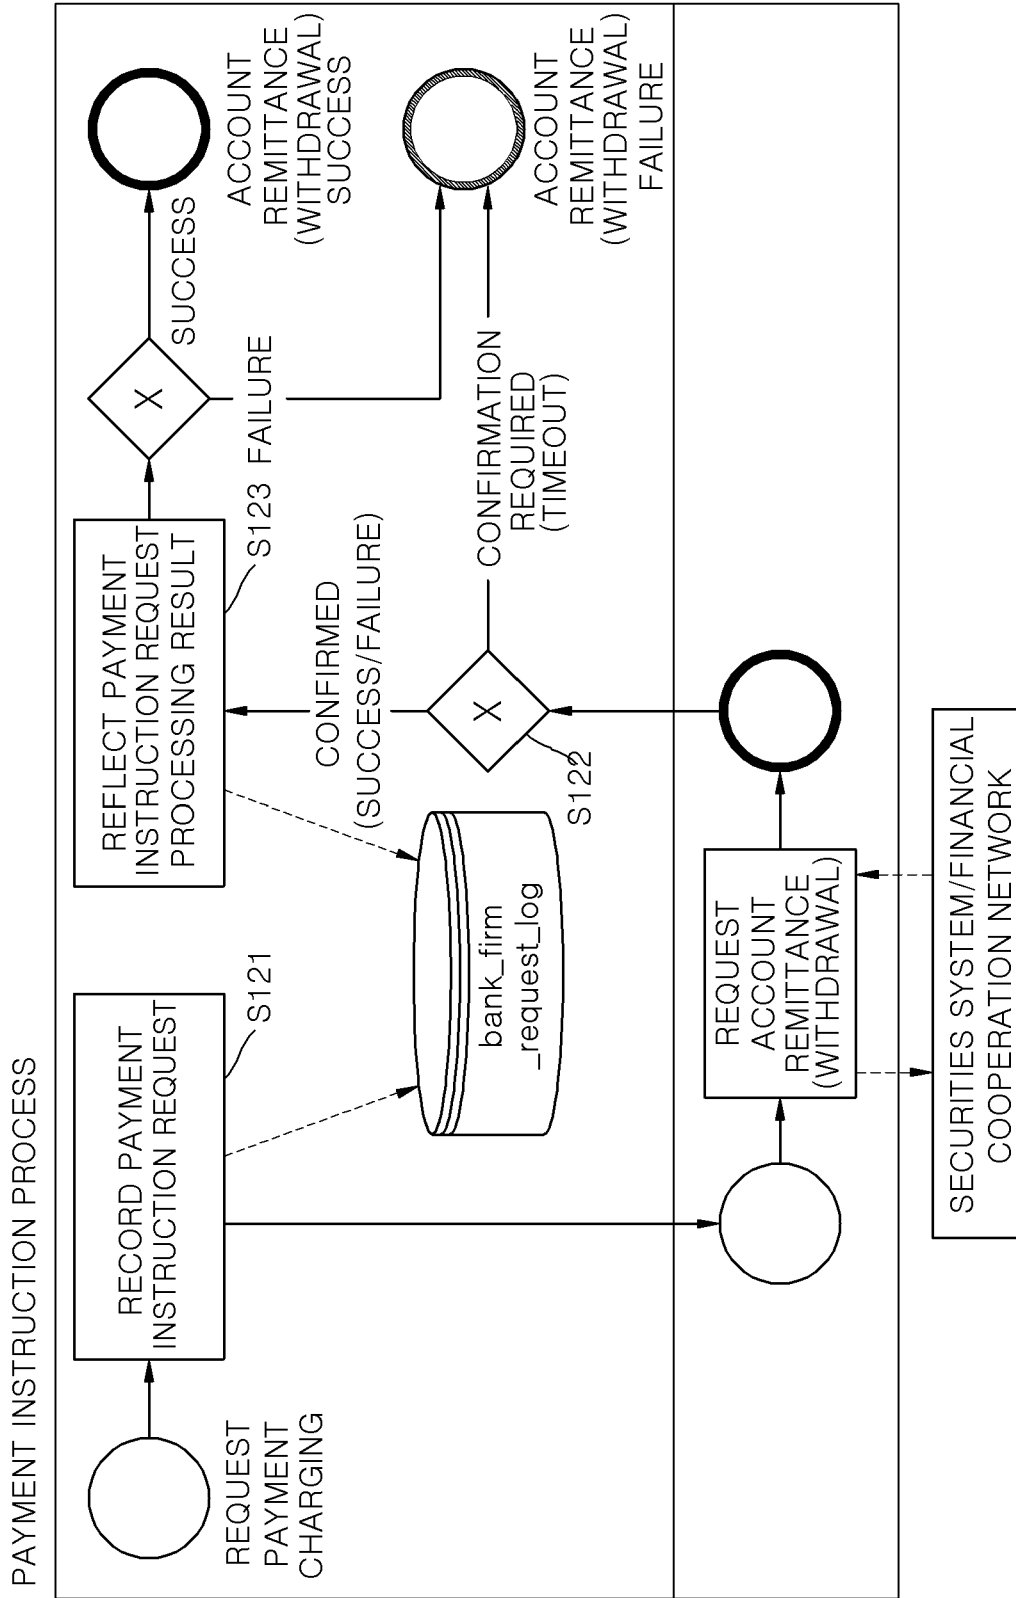 PAYMENT INSTRUCTION PROCESS
REQUEST
PAYMENT
CHARGING
RECORD PAYMENT
INSTRUCTION REQUEST
S121
bank_firm
_request_log
REFLECT PAYMENT
INSTRUCTION REQUEST
PROCESSING RESULT
S123
X
SUCCESS
FAILURE
ACCOUNT
REMITTANCE
(WITHDRAWAL)
SUCCESS
CONFIRMED
(SUCCESS/FAILURE)
X
S122
CONFIRMATION
REQUIRED
(TIMEOUT)
ACCOUNT
REMITTANCE
(WITHDRAWAL)
FAILURE
REQUEST
ACCOUNT
REMITTANCE
(WITHDRAWAL)
SECURITIES SYSTEM/FINANCIAL
COOPERATION NETWORK